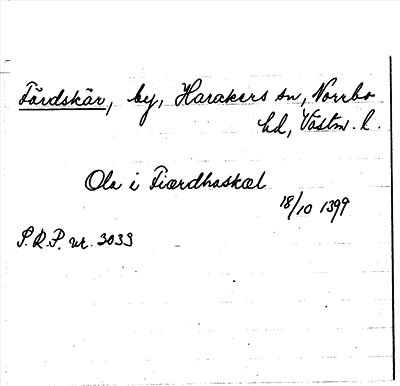 Färdskär, by, Harakers sn, Norrbo
hd, Västm. l.
Ola i Fiærdhaskæl
18/10 1399
S.R.P. nr. 3033